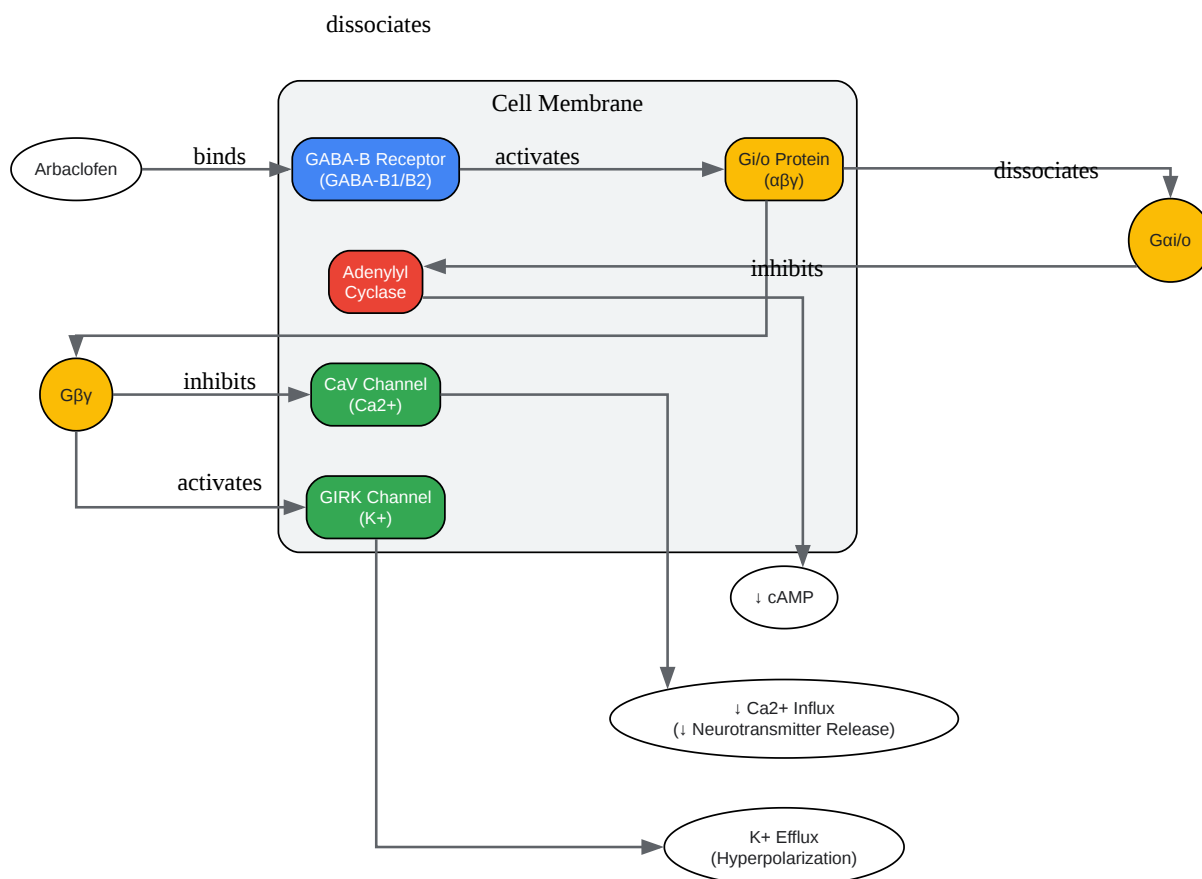 dissociates
Cell Membrane
Arbaclofen
binds
GABA-B Receptor
(GABA-B1/B2)
activates
Gi/o Protein
(αβγ)
dissociates
Gαi/o
Adenylyl
Cyclase
inhibits
Gβγ
inhibits
CaV Channel
(Ca2+)
activates
GIRK Channel
(K+)
↓ cAMP
↓ Ca2+ Influx
(↓ Neurotransmitter Release)
K+ Efflux
(Hyperpolarization)